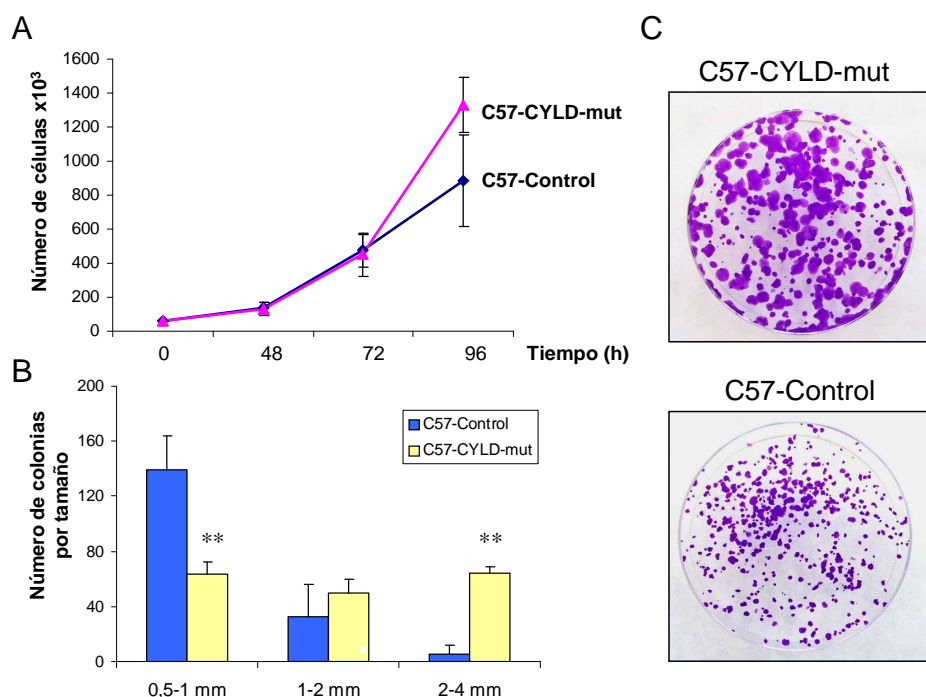 A
Número de células x10³
1600
1400
1200
1000
800
600
400
200
0
C57-CYLD-mut
C57-Control
0 48 72 96 Tiempo (h)
B
Número de colonias
por tamaño
200
160
120
80
40
0
C57-Control
C57-CYLD-mut
**
**
0,5-1 mm 1-2 mm 2-4 mm
C
C57-CYLD-mut
C57-Control